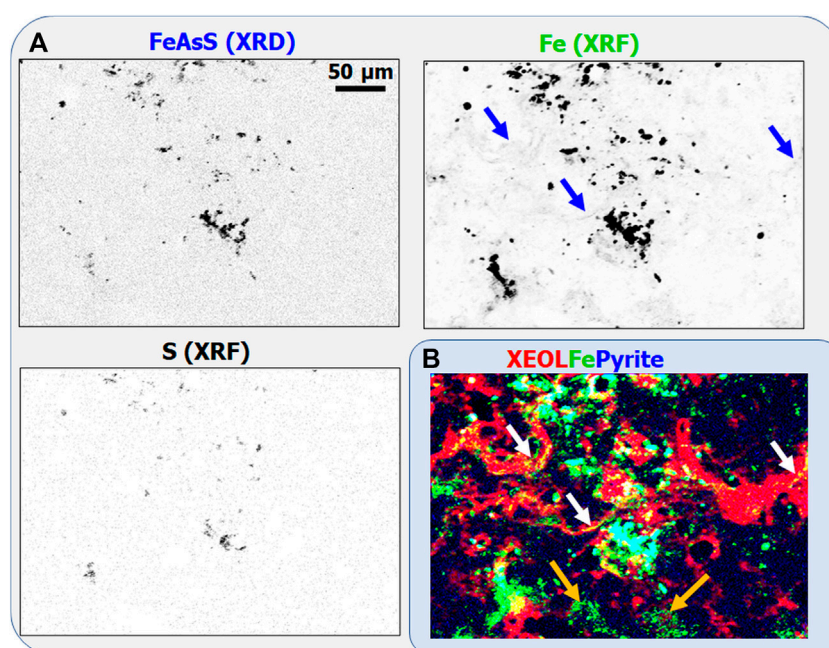 A
FeAsS (XRD)
Fe (XRF)
50 µm
S (XRF)
B
XEOLFePyrite